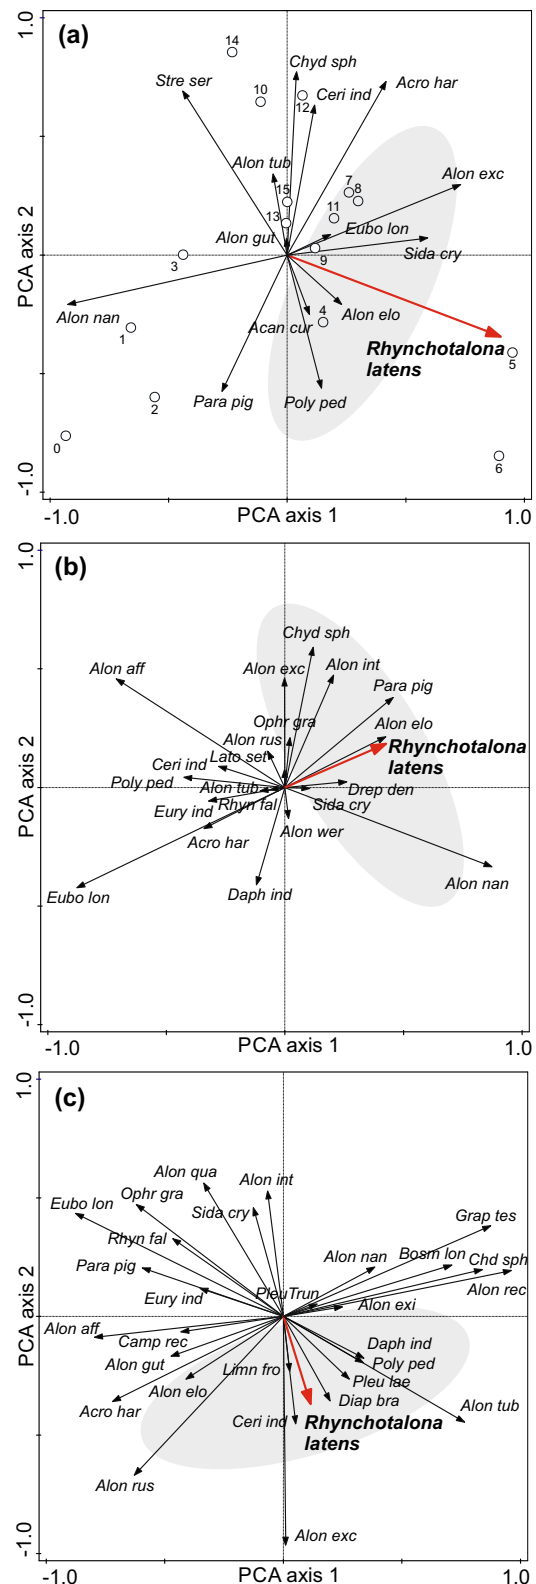 (a)
1.0
14
Chyd sph
Stre ser
10
12
Ceri ind
Acro har
Alon tub
7
8
Alon exc
15
11
13
Eubo lon
Alon gut
Sida cry
3
9
PCA axis 2
Alon nan
Acan cur
4
Alon elo
1
Rhynchotalona
latens
5
Para pig
Poly ped
2
0
6
-1.0
-1.0
PCA axis 1
1.0
(b)
1.0
Chyd sph
Alon aff
Alon exc
Alon int
Para pig
Ophr gra
Alon elo
Alon rus
Rhynchotalona
latens
Lato set
Ceri ind
Poly ped
Alon tub
Drep den
Eury ind
Rhyn fal
Sida cry
Alon wer
Acro har
PCA axis 2
Eubo lon
Daph ind
Alon nan
-1.0
-1.0
PCA axis 1
1.0
(c)
1.0
Alon qua
Alon int
Ophr gra
Eubo lon
Sida cry
Grap tes
Rhyn fal
Alon nan
Bosm lon
Chd sph
Para pig
Eury ind
PleuTrun
Alon rec
Alon exi
PCA axis 2
Alon aff
Camp rec
Daph ind
Alon gut
Limn fro
Poly ped
Alon elo
Pleu lae
Acro har
Diap bra
Alon tub
Ceri ind
Rhynchotalona
latens
Alon rus
Alon exc
-1.0
-1.0
PCA axis 1
1.0